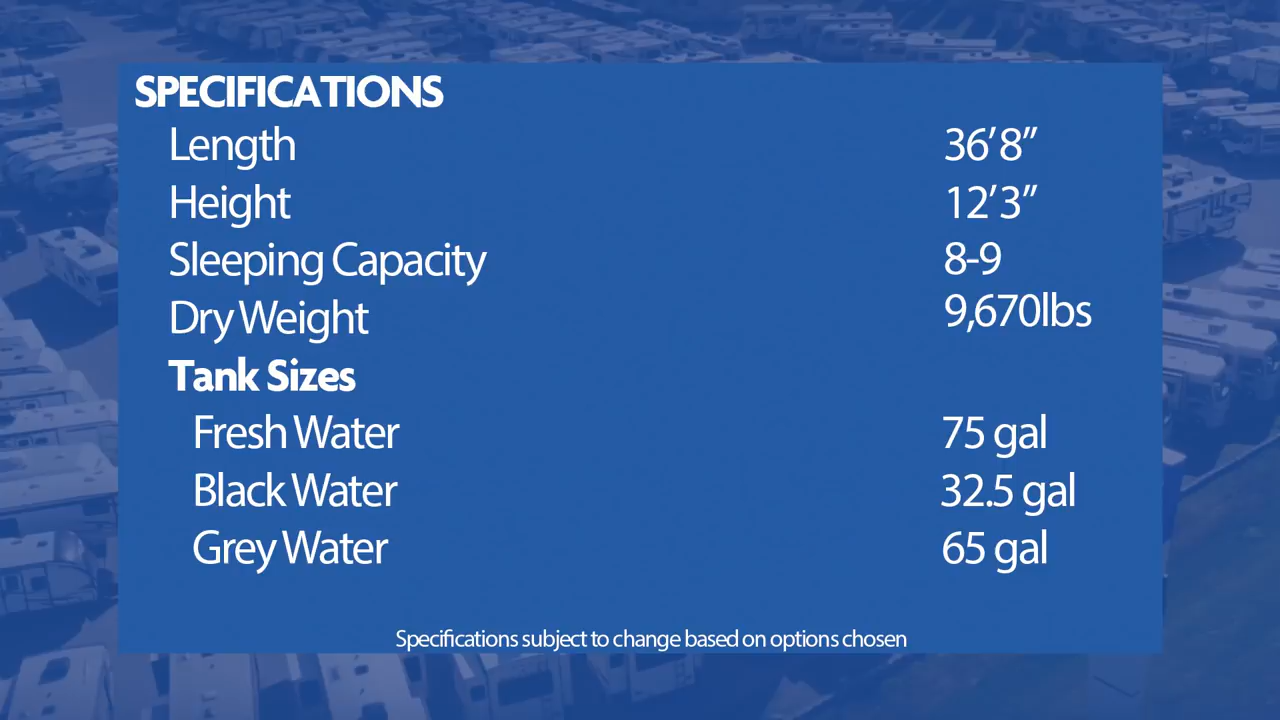 SPECIFICATIONS
Length 36’8”
Height 12’3”
Sleeping Capacity 8-9
Dry Weight 9,670lbs
Tank Sizes
Fresh Water 75 gal
Black Water 32.5 gal
Grey Water 65 gal
Specifications subject to change based on options chosen